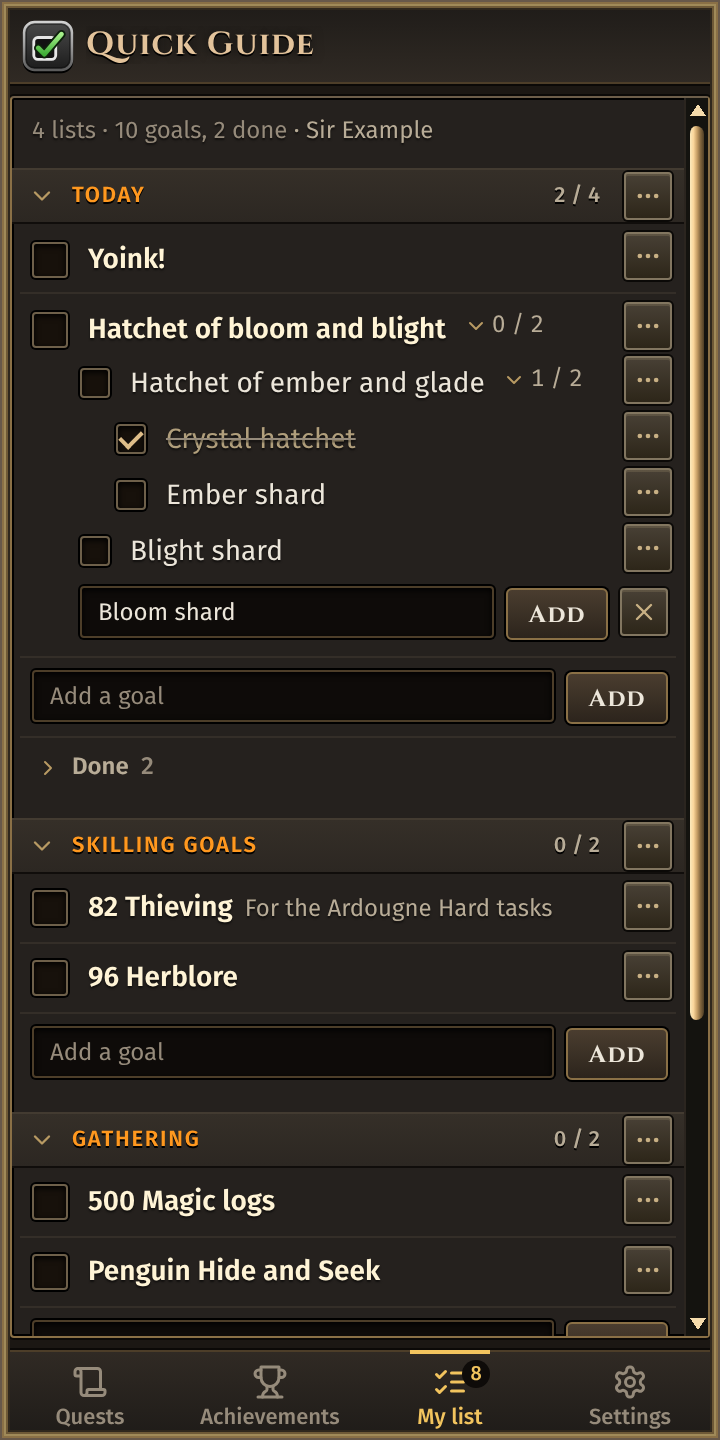 Quick Guide
4 lists · 10 goals, 2 done · Sir Example
TODAY 2 / 4
Yoink!
Hatchet of bloom and blight 0 / 2
Hatchet of ember and glade 1 / 2
Crystal hatchet
Ember shard
Blight shard
Bloom shard ADD
Add a goal ADD
Done 2
SKILLING GOALS 0 / 2
82 Thieving For the Ardougne Hard tasks
96 Herblore
Add a goal ADD
GATHERING 0 / 2
500 Magic logs
Penguin Hide and Seek
8
Quests Achievements My list Settings